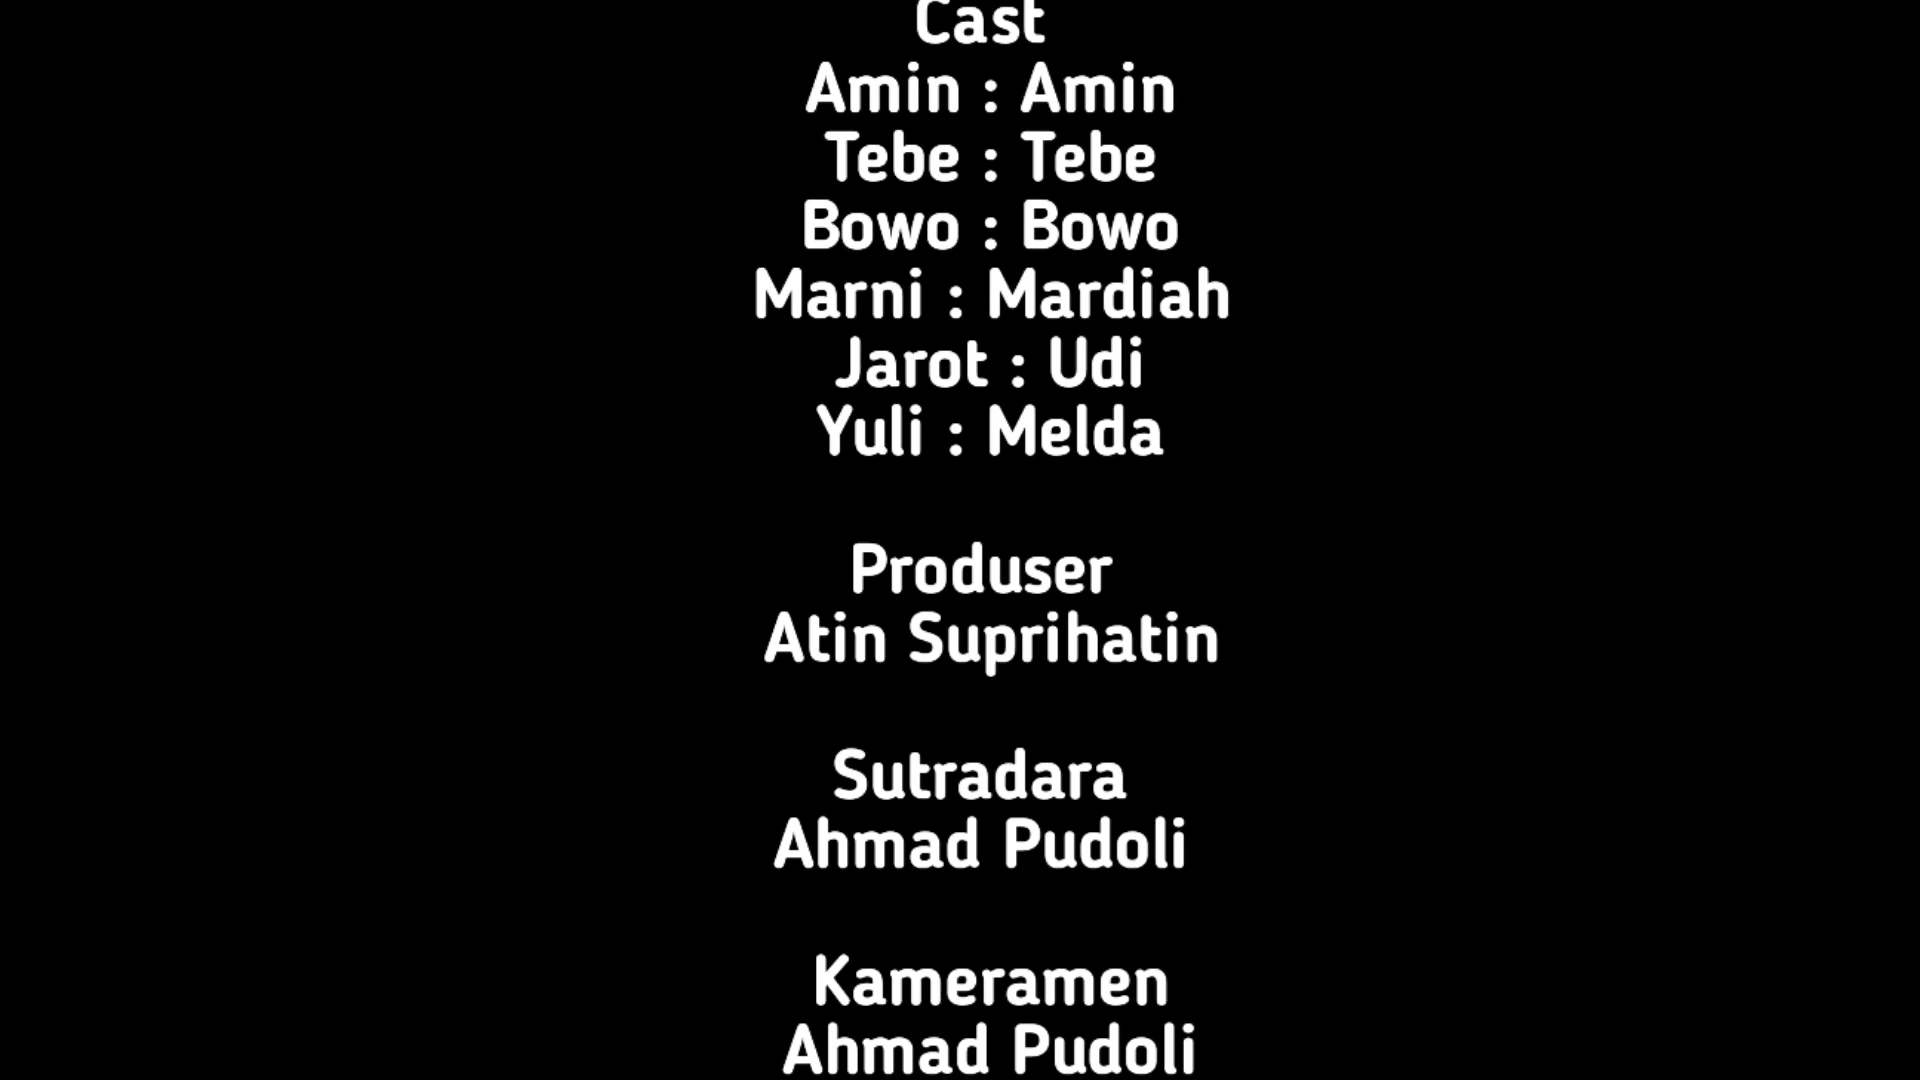 Cast
Amin : Amin
Tebe : Tebe
Bowo : Bowo
Marni : Mardiah
Jarot : Udi
Yuli : Melda
Produser
Atin Suprihatin
Sutradara
Ahmad Pudoli
Kameramen
Ahmad Pudoli